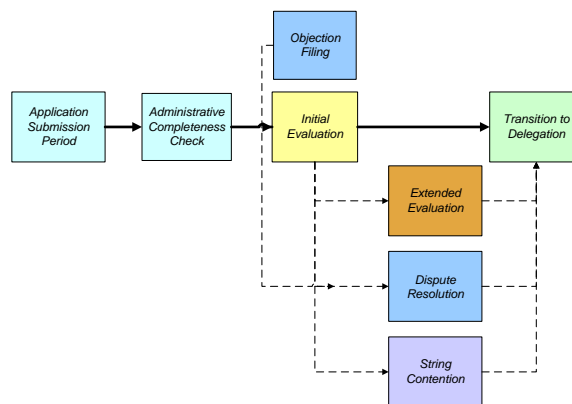 Objection
Filing
Application
Submission
Period
Administrative
Completeness
Check
Initial
Evaluation
Transition to
Delegation
Extended
Evaluation
Dispute
Resolution
String
Contention